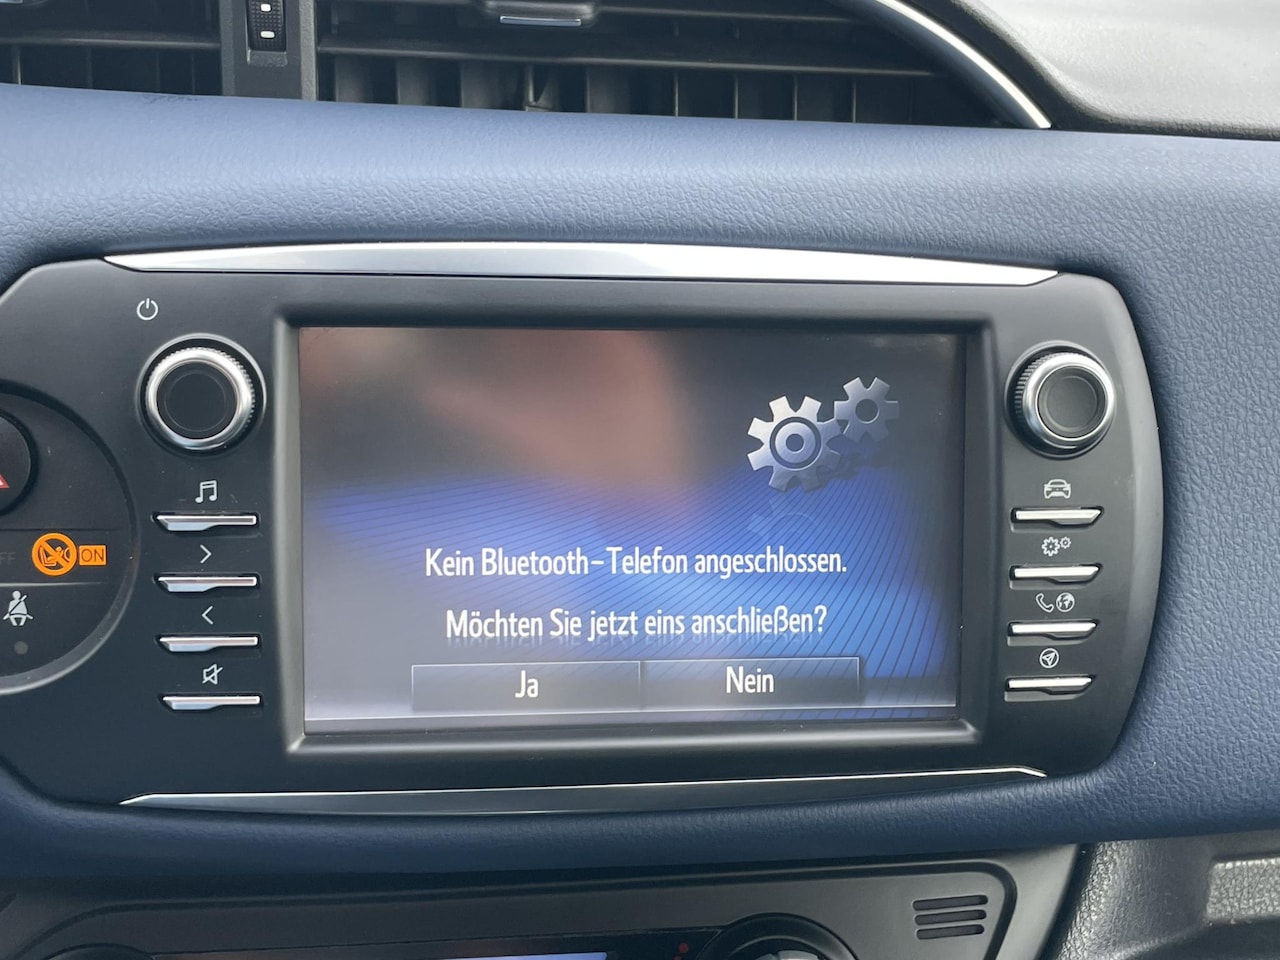 Kein Bluetooth-Telefon angeschlossen.
Möchten Sie jetzt eins anschließen?
Ja
Nein
ON